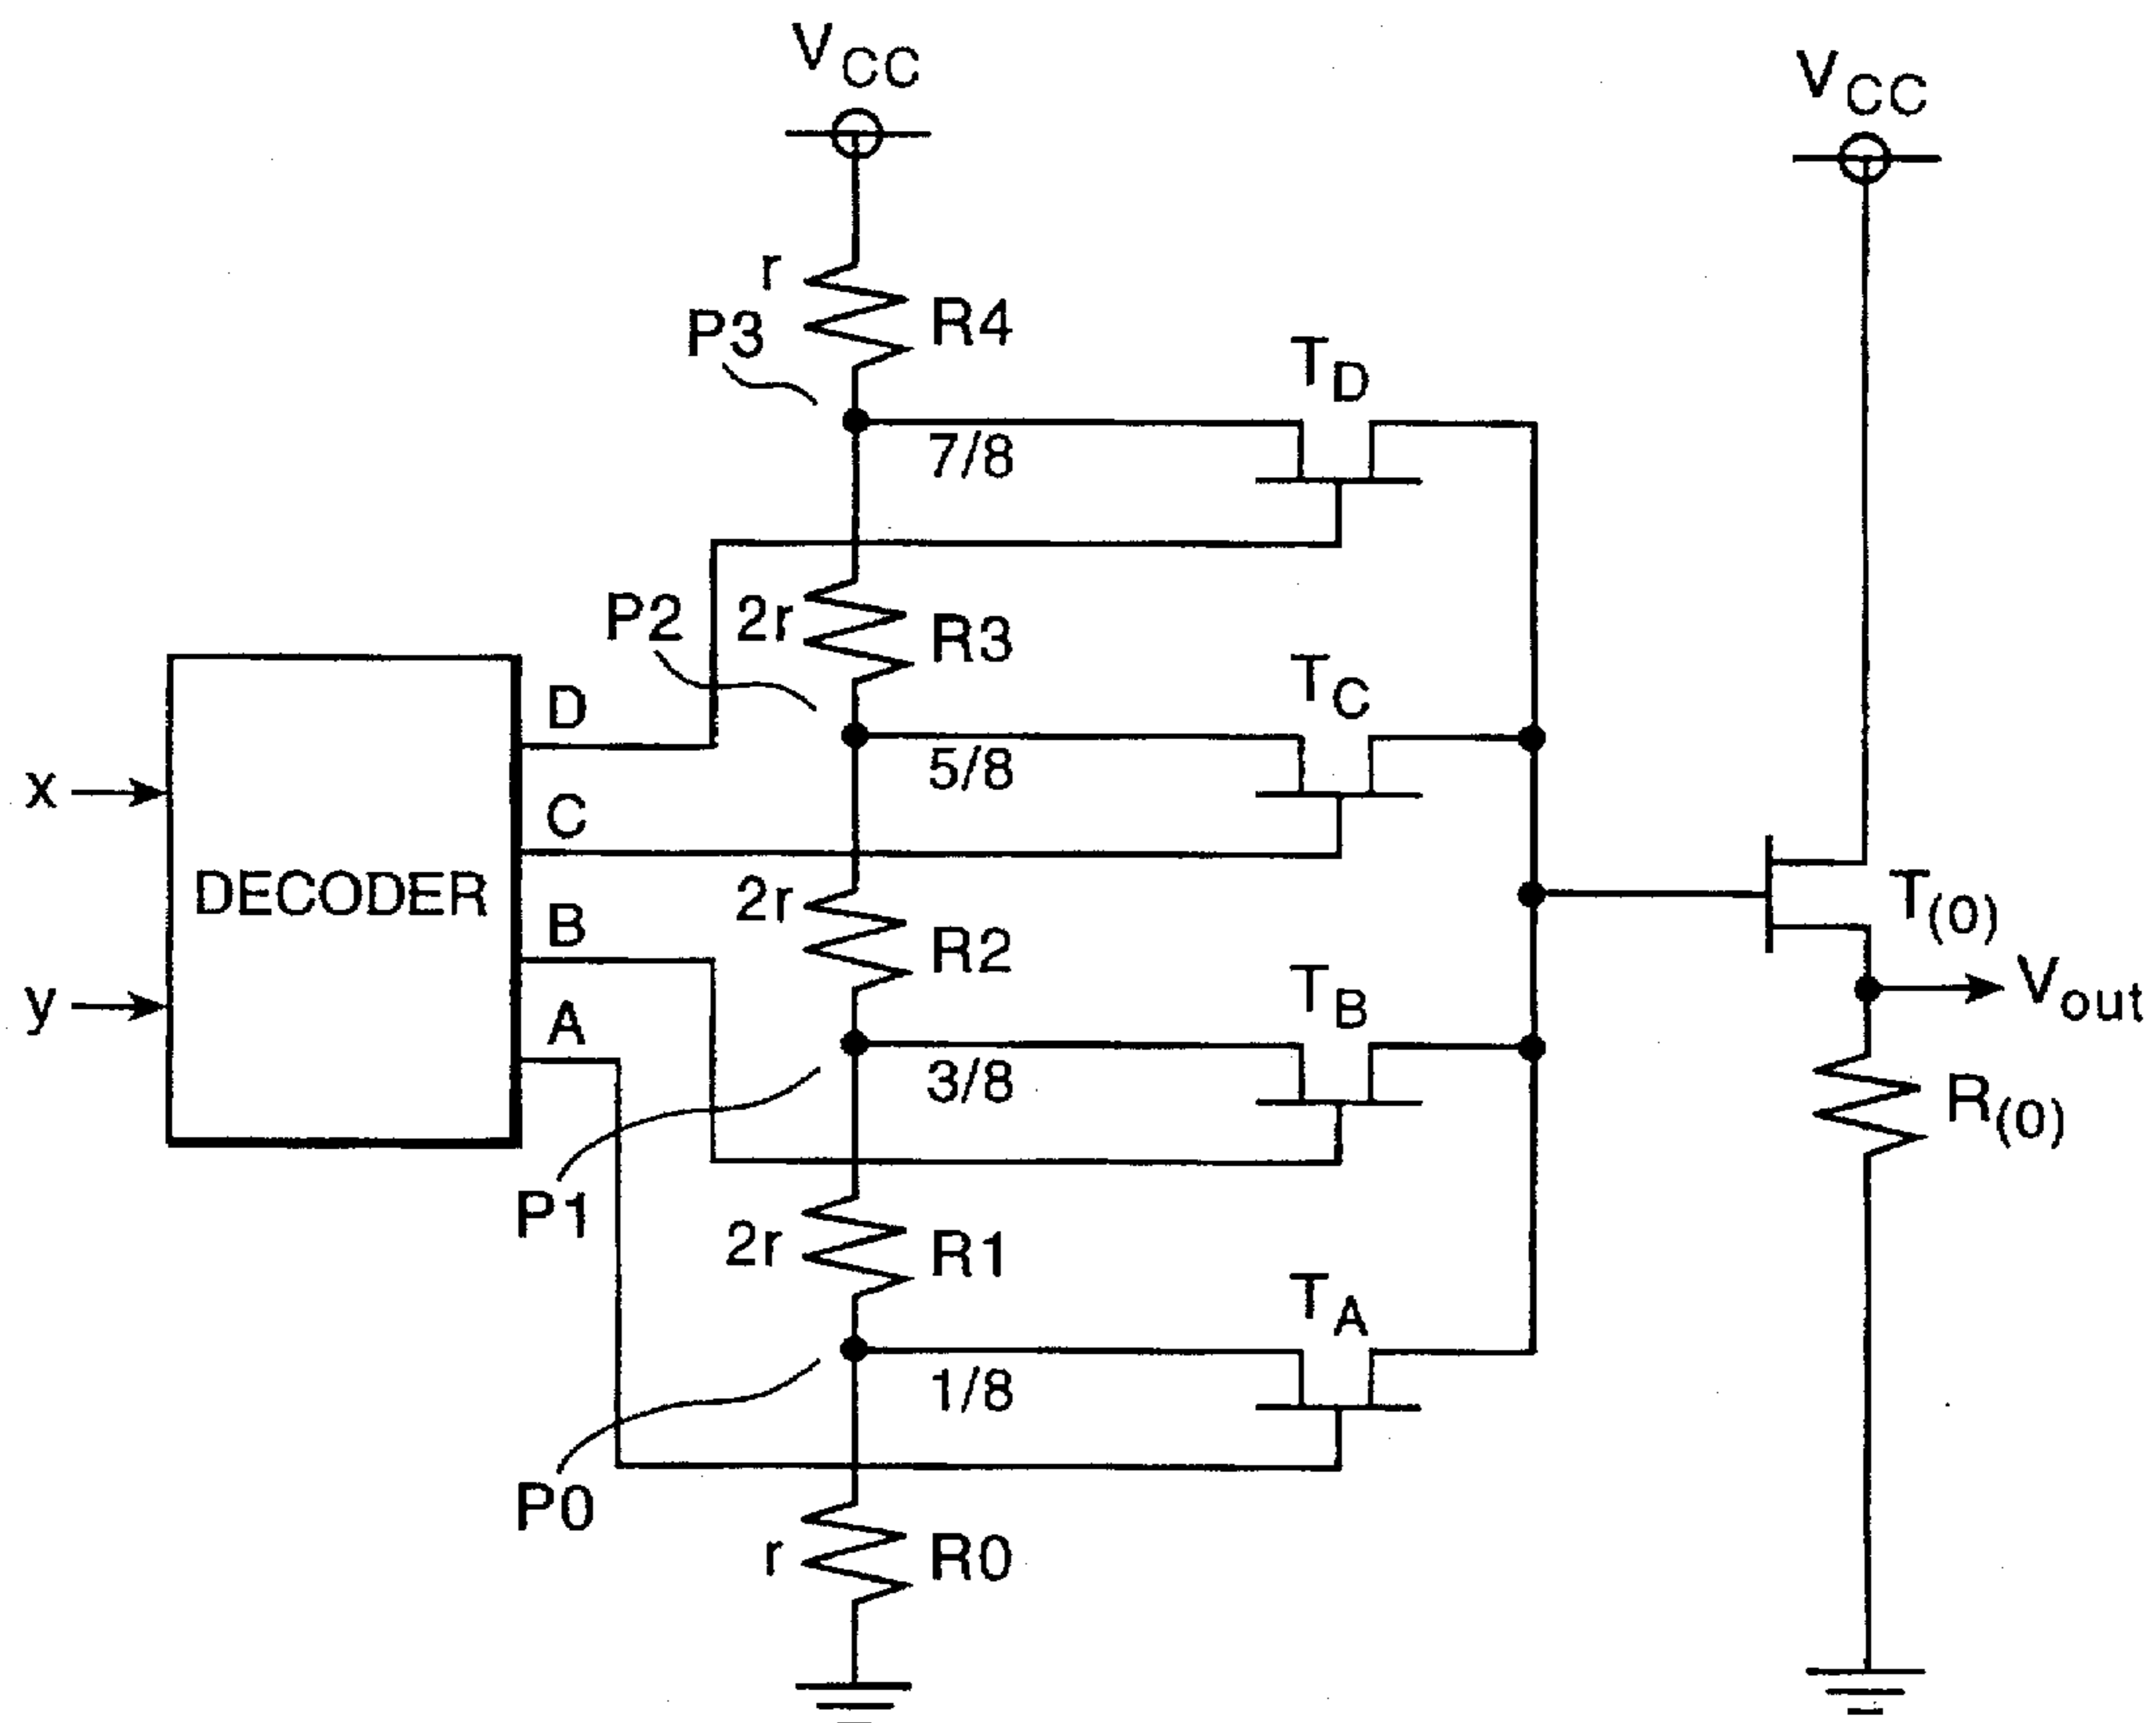 VCC
VCC
r
R4
P3
TD
7/8
P2
2r
R3
TC
D
5/8
x
C
DECODER
2r
T(0)
B
R2
TB
Vout
y
A
3/8
R(0)
P1
2r
R1
TA
1/8
P0
r
R0